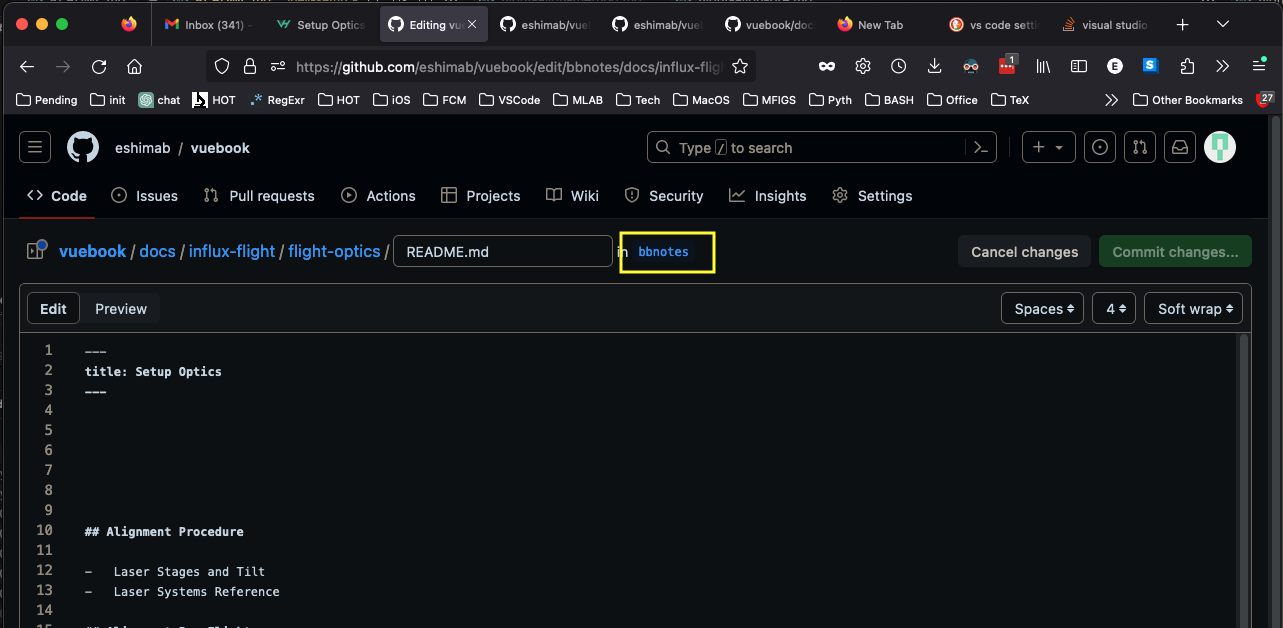 Inbox (341)
Setup Optics
Editing vue
eshimab/vue
eshimab/vue
vuebook/doc
New Tab
vs code setti
visual studio
https://github.com/eshimab/vuebook/edit/bbnotes/docs/influx-fligh
1
Pending init chat HOT RegExr HOT iOS FCM VSCode MLAB Tech MacOS MFIGS Pyth BASH Office TeX Other Bookmarks 27
eshimab / vuebook
Type / to search
Code Issues Pull requests Actions Projects Wiki Security Insights Settings
vuebook / docs / influx-flight / flight-optics / README.md in bbnotes
Cancel changes Commit changes...
Edit Preview Spaces 4 Soft wrap
1 ---
2 title: Setup Optics
3 ---
4
5
6
7
8
9
10 ## Alignment Procedure
11
12 - Laser Stages and Tilt
13 - Laser Systems Reference
14